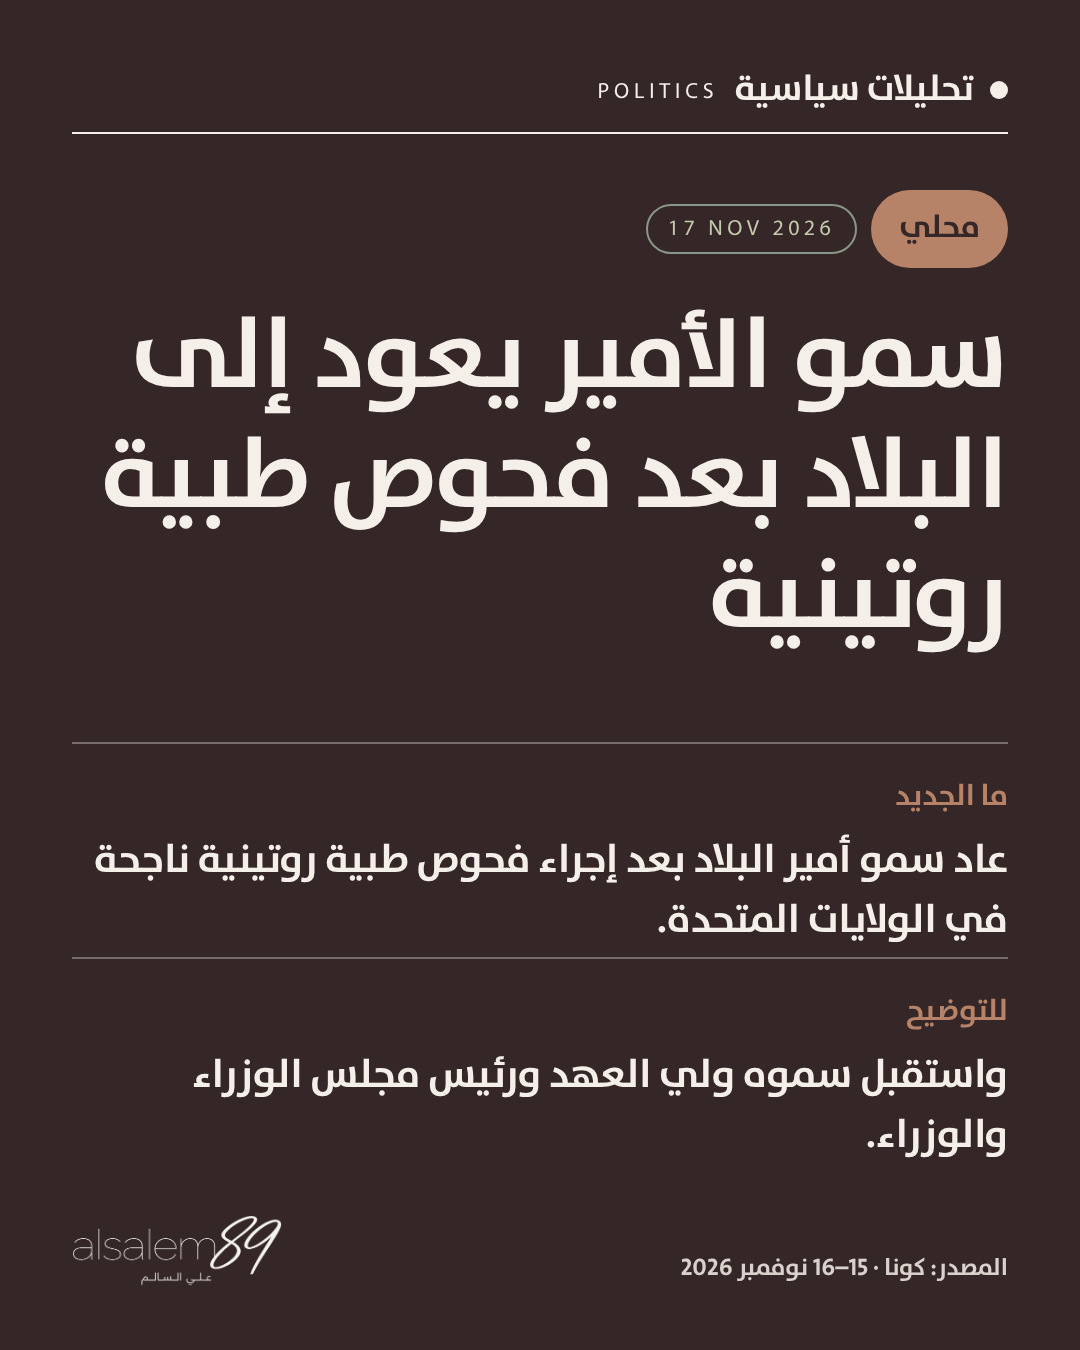 تحليلات سياسية POLITICS
محلي 17 NOV 2026
سمو الأمير يعود إلى
البلاد بعد فحوص طبية
روتينية
ما الجديد
عاد سمو أمير البلاد بعد إجراء فحوص طبية روتينية ناجحة
في الولايات المتحدة.
للتوضيح
واستقبل سموه ولي العهد ورئيس مجلس الوزراء
والوزراء.
المصدر: كونا · 15–16 نوفمبر 2026
alsalem89
علي السالم